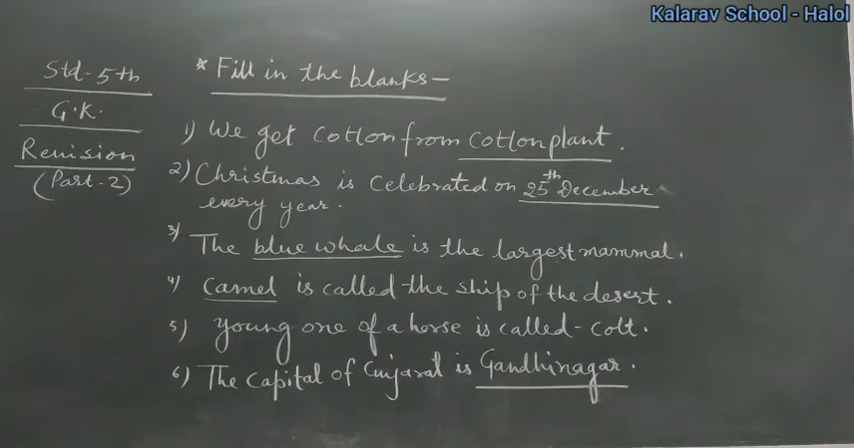 Kalarav School - Halol
Std-5th
G.K.
Revision
(Part-2)
* Fill in the blanks-
1) We get cotton from cotton plant.
2) Christmas is celebrated on 25th December
every year.
3) The blue whale is the largest mammal.
4) Camel is called the ship of the desert.
5) Young one of a horse is called - colt.
6) The capital of Gujarat is Gandhinagar.